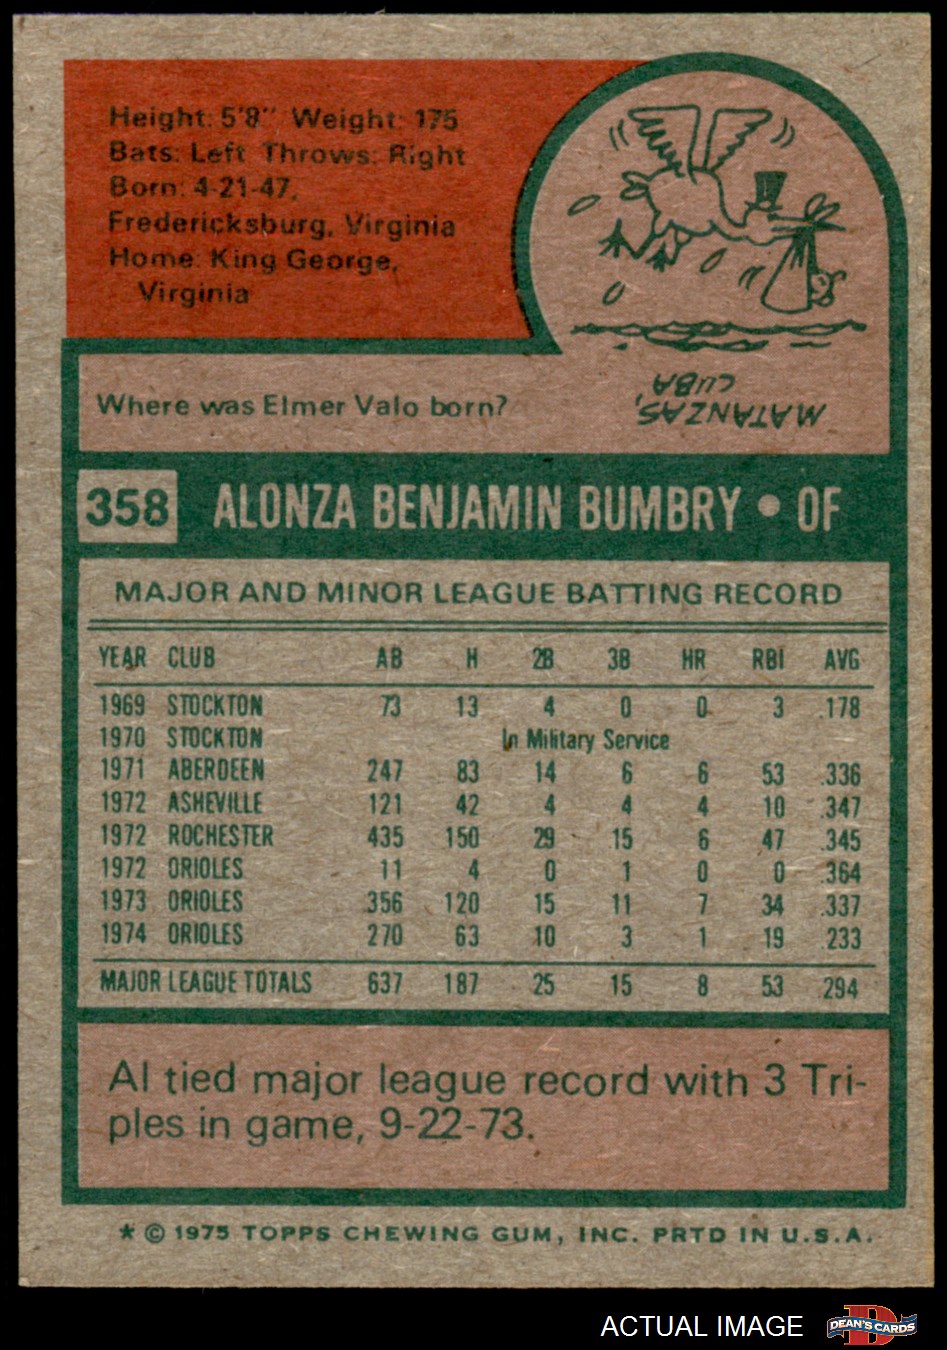 Height: 5'8" Weight: 175
Bats: Left Throws: Right
Born: 4-21-47,
Fredericksburg, Virginia
Home: King George,
Virginia
Where was Elmer Valo born?
MATANZAS,
CUBA
358 ALONZA BENJAMIN BUMBRY • OF
MAJOR AND MINOR LEAGUE BATTING RECORD
YEAR CLUB AB H 2B 3B HR RBI AVG
1969 STOCKTON 73 13 4 0 0 3 .178
1970 STOCKTON In Military Service
1971 ABERDEEN 247 83 14 6 6 53 .336
1972 ASHEVILLE 121 42 4 4 4 10 .347
1972 ROCHESTER 435 150 29 15 6 47 .345
1972 ORIOLES 11 4 0 1 0 0 .364
1973 ORIOLES 356 120 15 11 7 34 .337
1974 ORIOLES 270 63 10 3 1 19 .233
MAJOR LEAGUE TOTALS 637 187 25 15 8 53 .294
Al tied major league record with 3 Tri-
ples in game, 9-22-73.
* © 1975 TOPPS CHEWING GUM, INC. PRTD IN U.S.A.
ACTUAL IMAGE D DEAN'S CARDS